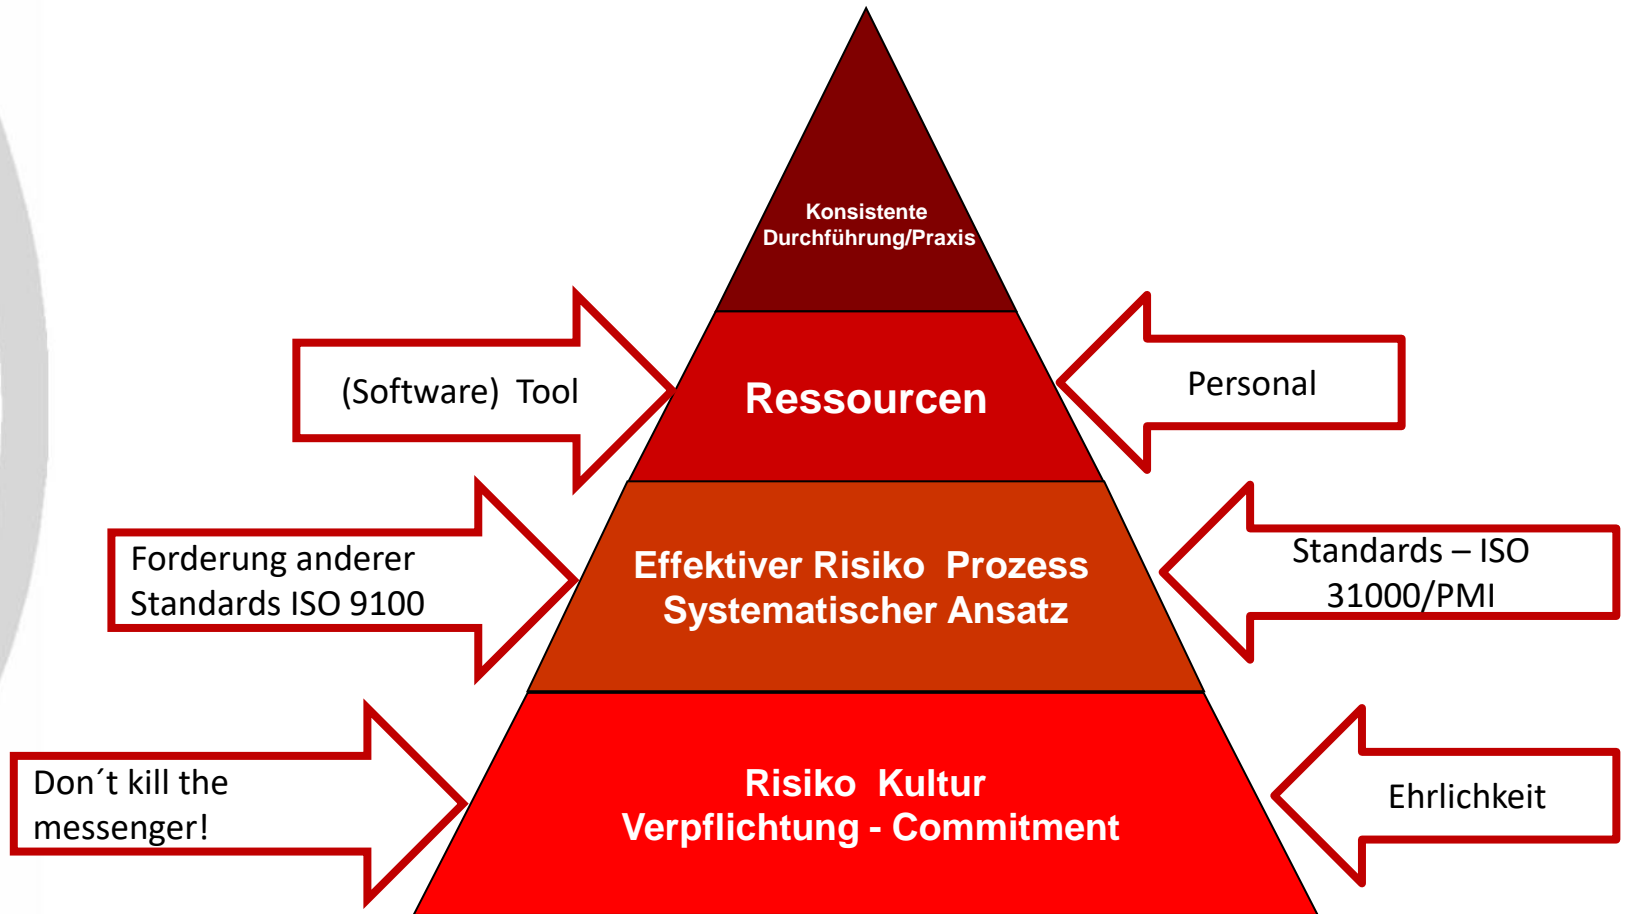 Konsistente
Durchführung/Praxis
(Software)  Tool
Ressourcen
Personal
Forderung anderer
Standards ISO 9100
Effektiver Risiko  Prozess
Systematischer Ansatz
Standards – ISO
31000/PMI
Don´t kill the
messenger!
Risiko  Kultur
Verpflichtung - Commitment
Ehrlichkeit